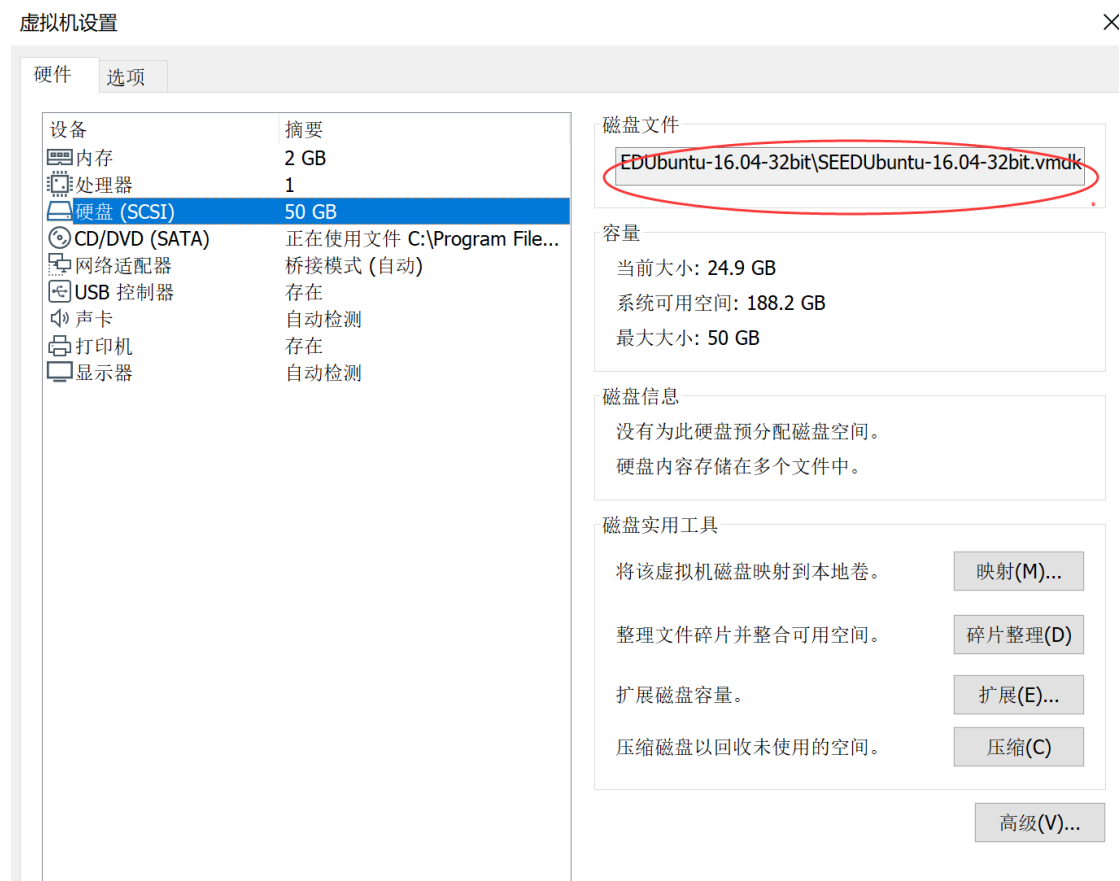 虚拟机设置
硬件
选项
设备 摘要
内存 2 GB
处理器 1
硬盘 (SCSI) 50 GB
CD/DVD (SATA) 正在使用文件 C:\Program File...
网络适配器 桥接模式 (自动)
USB 控制器 存在
声卡 自动检测
打印机 存在
显示器 自动检测
磁盘文件
EDUbuntu-16.04-32bit\SEEDUbuntu-16.04-32bit.vmdk
容量
当前大小: 24.9 GB
系统可用空间: 188.2 GB
最大大小: 50 GB
磁盘信息
没有为此硬盘预分配磁盘空间。
硬盘内容存储在多个文件中。
磁盘实用工具
将该虚拟机磁盘映射到本地卷。 映射(M)...
整理文件碎片并整合可用空间。 碎片整理(D)
扩展磁盘容量。 扩展(E)...
压缩磁盘以回收未使用的空间。 压缩(C)
高级(V)...